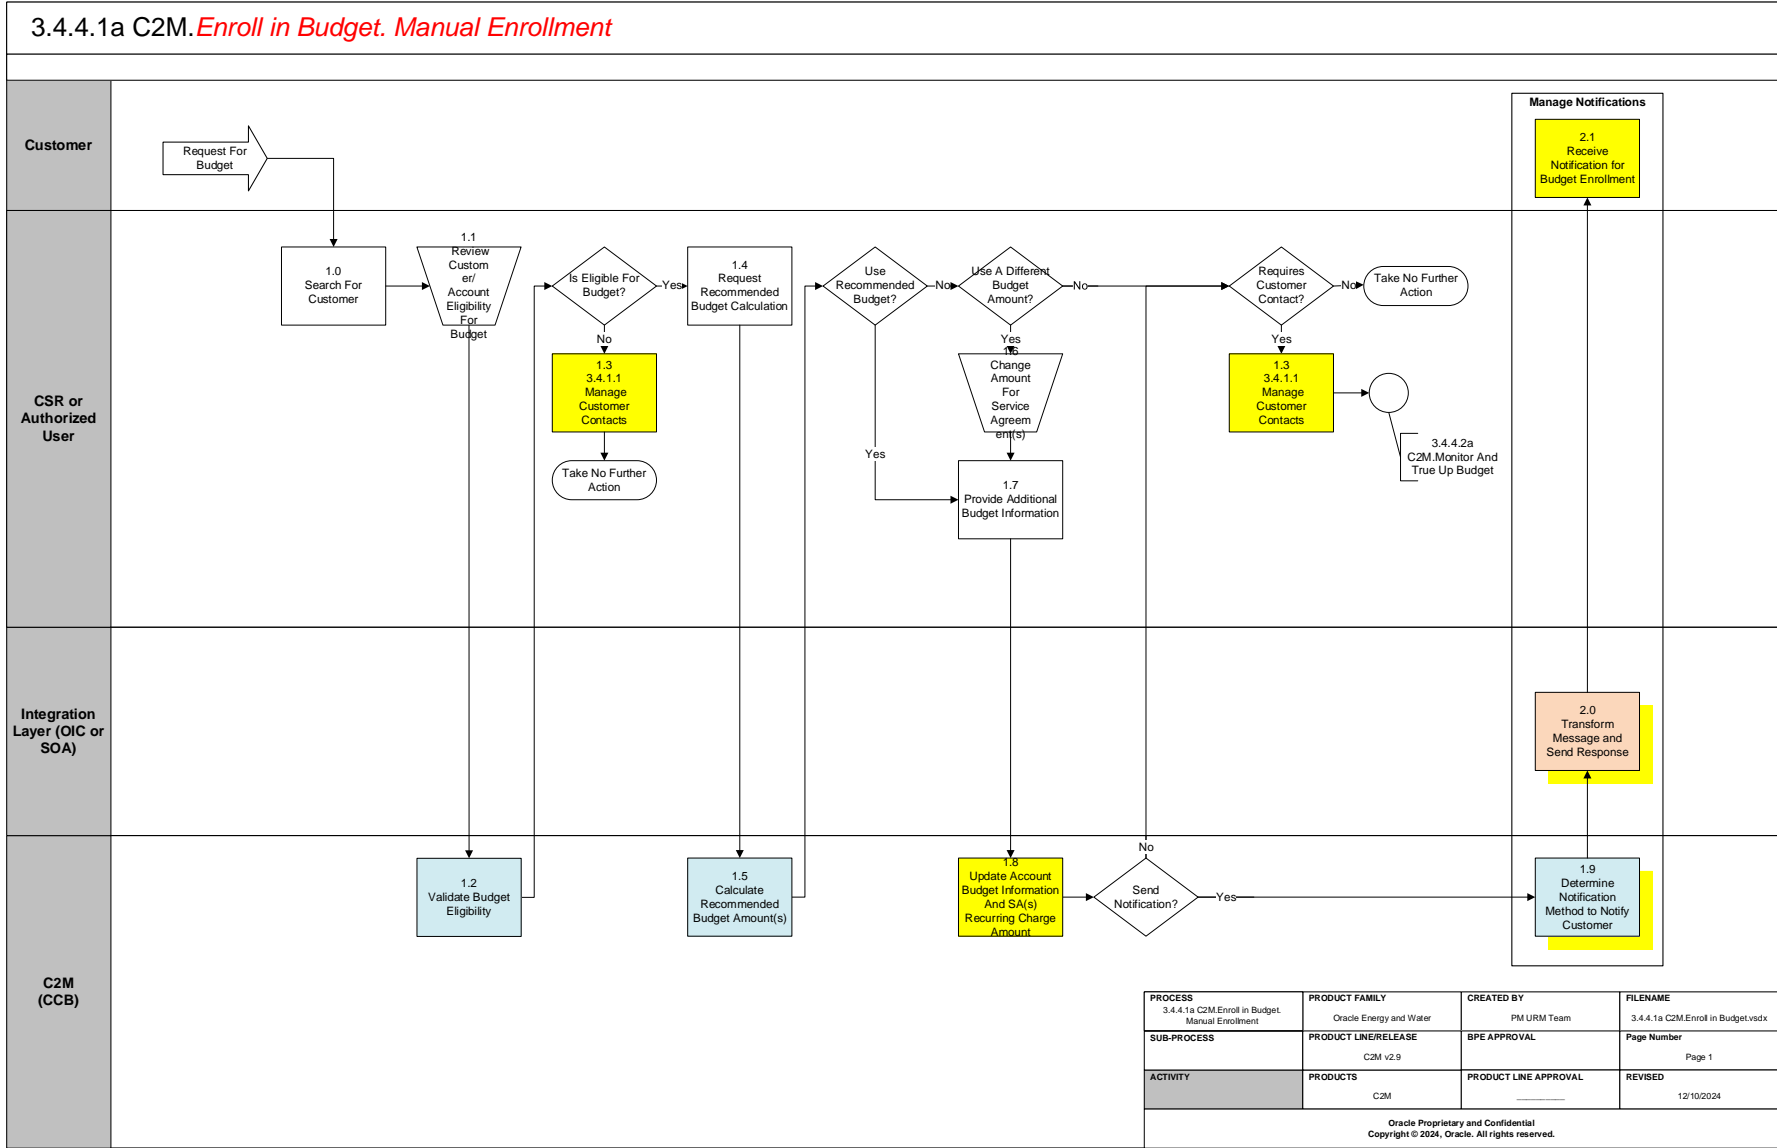 3.4.4.1a C2M.Enroll in Budget. Manual Enrollment
Customer
Request For
Budget
Manage Notifications
2.1
Receive
Notification for
Budget Enrollment
CSR or
Authorized
User
1.0
Search For
Customer
1.1
Review
Custom
er/
Account
Eligibility
For
Budget
Is Eligible For
Budget?
Yes
No
1.3
3.4.1.1
Manage
Customer
Contacts
Take No Further
Action
1.4
Request
Recommended
Budget Calculation
Use
Recommended
Budget?
No
Yes
Use A Different
Budget
Amount?
No
Yes
1.6
Change
Amount
For
Service
Agreem
ent(s)
1.7
Provide Additional
Budget Information
Requires
Customer
Contact?
No
Take No Further
Action
Yes
1.3
3.4.1.1
Manage
Customer
Contacts
3.4.4.2a
C2M.Monitor And
True Up Budget
Integration
Layer (OIC or
SOA)
2.0
Transform
Message and
Send Response
C2M
(CCB)
1.2
Validate Budget
Eligibility
1.5
Calculate
Recommended
Budget Amount(s)
1.8
Update Account
Budget Information
And SA(s)
Recurring Charge
Amount
No
Send
Notification?
Yes
1.9
Determine
Notification
Method to Notify
Customer
PROCESS
3.4.4.1a C2M.Enroll in Budget.
Manual Enrollment
PRODUCT FAMILY
Oracle Energy and Water
CREATED BY
PM URM Team
FILENAME
3.4.4.1a C2M.Enroll in Budget.vsdx
SUB-PROCESS
PRODUCT LINE/RELEASE
C2M v2.9
BPE APPROVAL
Page Number
Page 1
ACTIVITY
PRODUCTS
C2M
PRODUCT LINE APPROVAL
__________
REVISED
12/10/2024
Oracle Proprietary and Confidential
Copyright © 2024, Oracle. All rights reserved.